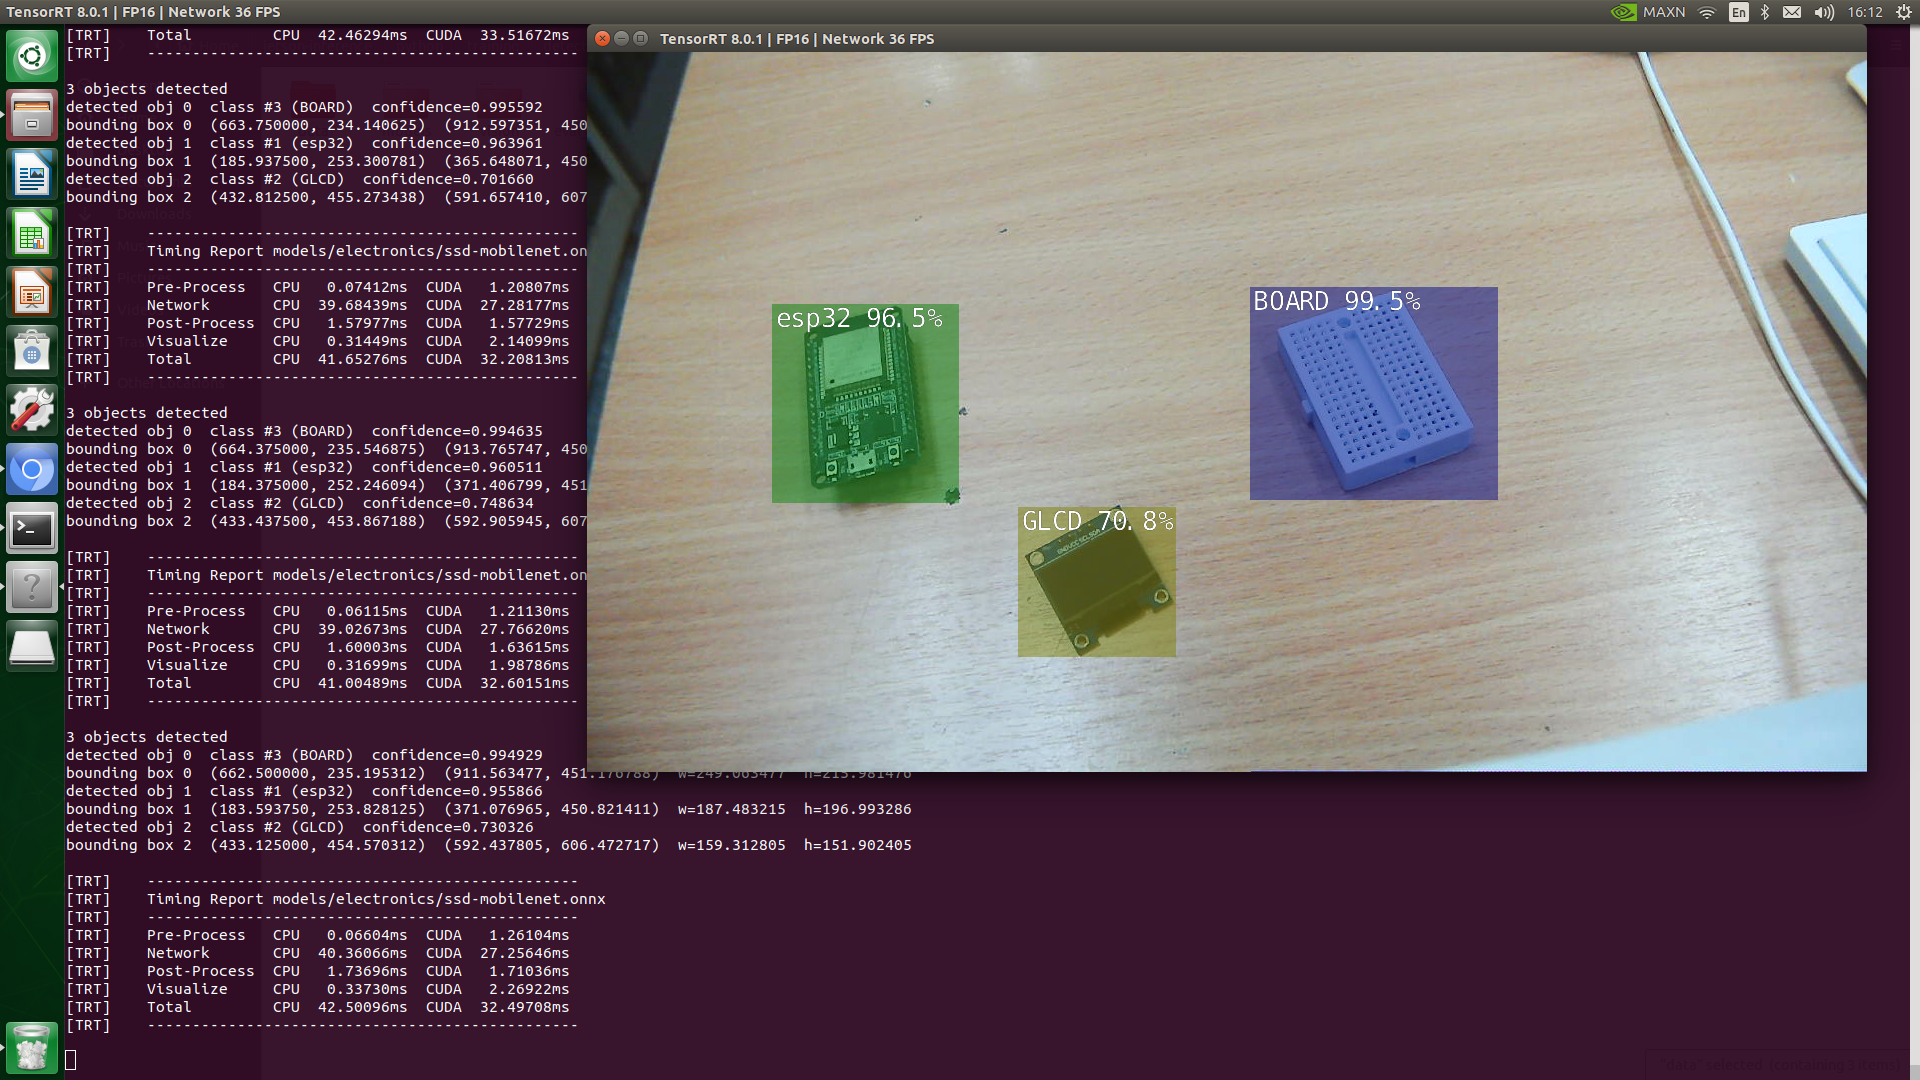 TensorRT 8.0.1 | FP16 | Network 36 FPS
MAXN En 16:12
[TRT] Total CPU 42.46294ms CUDA 33.51672ms
[TRT] ------------------------------------------------
3 objects detected
detected obj 0 class #3 (BOARD) confidence=0.995592
bounding box 0 (663.750000, 234.140625) (912.597351, 450
detected obj 1 class #1 (esp32) confidence=0.963961
bounding box 1 (185.937500, 253.300781) (365.648071, 450
detected obj 2 class #2 (GLCD) confidence=0.701660
bounding box 2 (432.812500, 455.273438) (591.657410, 607
[TRT] ------------------------------------------------
[TRT] Timing Report models/electronics/ssd-mobilenet.on
[TRT] ------------------------------------------------
[TRT] Pre-Process CPU 0.07412ms CUDA 1.20807ms
[TRT] Network CPU 39.68439ms CUDA 27.28177ms
[TRT] Post-Process CPU 1.57977ms CUDA 1.57729ms
[TRT] Visualize CPU 0.31449ms CUDA 2.14099ms
[TRT] Total CPU 41.65276ms CUDA 32.20813ms
[TRT] ------------------------------------------------
3 objects detected
detected obj 0 class #3 (BOARD) confidence=0.994635
bounding box 0 (664.375000, 235.546875) (913.765747, 450
detected obj 1 class #1 (esp32) confidence=0.960511
bounding box 1 (184.375000, 252.246094) (371.406799, 451
detected obj 2 class #2 (GLCD) confidence=0.748634
bounding box 2 (433.437500, 453.867188) (592.905945, 607
[TRT] ------------------------------------------------
[TRT] Timing Report models/electronics/ssd-mobilenet.on
[TRT] ------------------------------------------------
[TRT] Pre-Process CPU 0.06115ms CUDA 1.21130ms
[TRT] Network CPU 39.02673ms CUDA 27.76620ms
[TRT] Post-Process CPU 1.60003ms CUDA 1.63615ms
[TRT] Visualize CPU 0.31699ms CUDA 1.98786ms
[TRT] Total CPU 41.00489ms CUDA 32.60151ms
[TRT] ------------------------------------------------
3 objects detected
detected obj 0 class #3 (BOARD) confidence=0.994929
bounding box 0 (662.500000, 235.195312) (911.563477, 451.176788) w=249.063477 h=215.981476
detected obj 1 class #1 (esp32) confidence=0.955866
bounding box 1 (183.593750, 253.828125) (371.076965, 450.821411) w=187.483215 h=196.993286
detected obj 2 class #2 (GLCD) confidence=0.730326
bounding box 2 (433.125000, 454.570312) (592.437805, 606.472717) w=159.312805 h=151.902405
[TRT] ------------------------------------------------
[TRT] Timing Report models/electronics/ssd-mobilenet.onnx
[TRT] ------------------------------------------------
[TRT] Pre-Process CPU 0.06604ms CUDA 1.26104ms
[TRT] Network CPU 40.36066ms CUDA 27.25646ms
[TRT] Post-Process CPU 1.73696ms CUDA 1.71036ms
[TRT] Visualize CPU 0.33730ms CUDA 2.26922ms
[TRT] Total CPU 42.50096ms CUDA 32.49708ms
[TRT] ------------------------------------------------
TensorRT 8.0.1 | FP16 | Network 36 FPS
esp32 96.5%
BOARD 99.5%
GLCD 70.8%